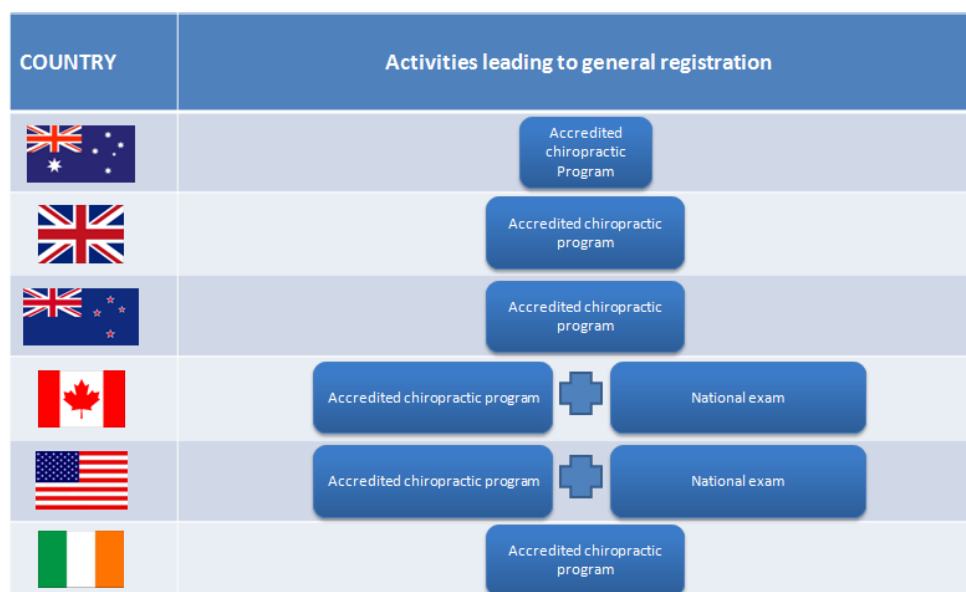 COUNTRY
Activities leading to general registration
Accredited
chiropractic
Program
Accredited chiropractic
program
Accredited chiropractic
program
Accredited chiropractic program
National exam
Accredited chiropractic program
National exam
Accredited chiropractic
program